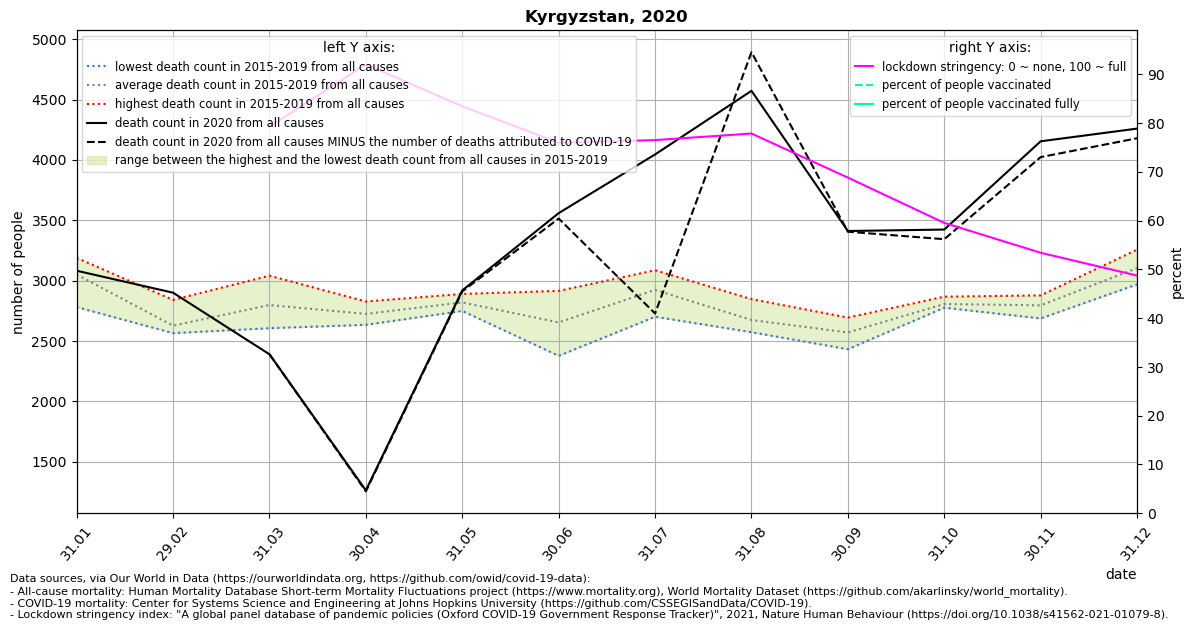 Kyrgyzstan, 2020
left Y axis:
lowest death count in 2015-2019 from all causes
average death count in 2015-2019 from all causes
highest death count in 2015-2019 from all causes
death count in 2020 from all causes
death count in 2020 from all causes MINUS the number of deaths attributed to COVID-19
range between the highest and the lowest death count from all causes in 2015-2019
right Y axis:
lockdown stringency: 0 ~ none, 100 ~ full
percent of people vaccinated
percent of people vaccinated fully
number of people
5000
4500
4000
3500
3000
2500
2000
1500
percent
90
80
70
60
50
40
30
20
10
0
31.01
29.02
31.03
30.04
31.05
30.06
31.07
31.08
30.09
31.10
30.11
31.12
date
Data sources, via Our World in Data (https://ourworldindata.org, https://github.com/owid/covid-19-data):
- All-cause mortality: Human Mortality Database Short-term Mortality Fluctuations project (https://www.mortality.org), World Mortality Dataset (https://github.com/akarlinsky/world_mortality).
- COVID-19 mortality: Center for Systems Science and Engineering at Johns Hopkins University (https://github.com/CSSEGISandData/COVID-19).
- Lockdown stringency index: "A global panel database of pandemic policies (Oxford COVID-19 Government Response Tracker)", 2021, Nature Human Behaviour (https://doi.org/10.1038/s41562-021-01079-8).